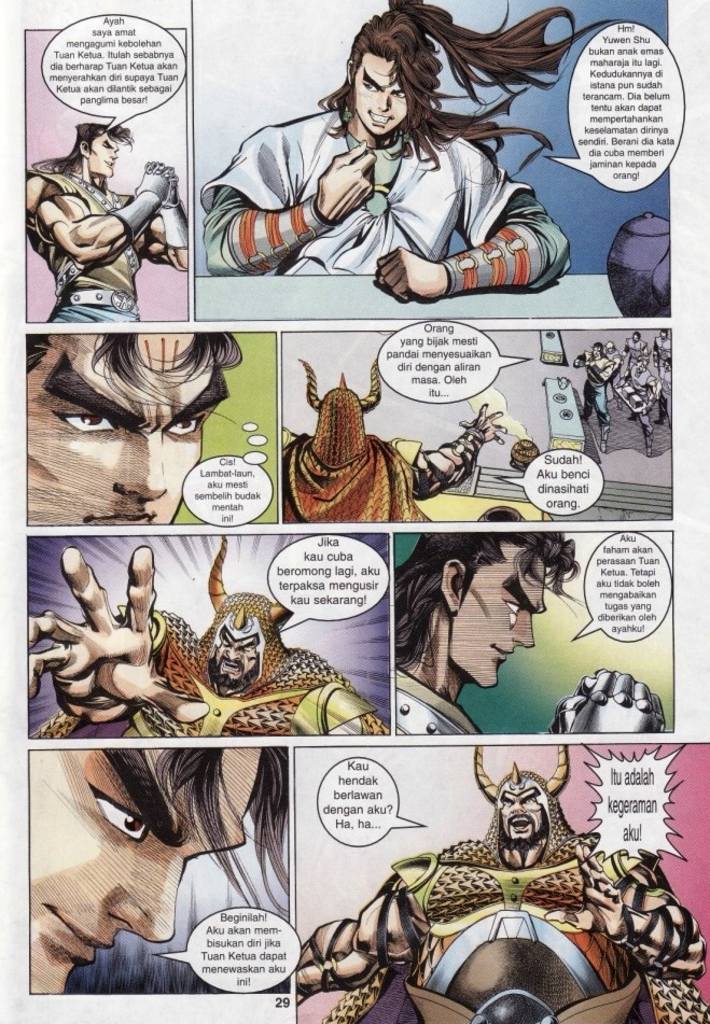 Ayah
saya amat
mengagumi kebolehan
Tuan Ketua. Itulah sebabnya
dia berharap Tuan Ketua akan
menyerahkan diri supaya Tuan
Ketua akan dilantik sebagai
panglima besar!
Hm!
Yuwen Shu
bukan anak emas
maharaja itu lagi.
Kedudukannya di
istana pun sudah
terancam. Dia belum
tentu akan dapat
mempertahankan
keselamatan dirinya
sendiri. Berani dia kata
dia cuba memberi
jaminan kepada
orang!
Cis!
Lambat-laun,
aku mesti
sembelih budak
mentah
ini!
Orang
yang bijak mesti
pandai menyesuaikan
diri dengan aliran
masa. Oleh
itu...
Sudah!
Aku benci
dinasihati
orang.
Jika
kau cuba
beromong lagi, aku
terpaksa mengusir
kau sekarang!
Aku
faham akan
perasaan Tuan
Ketua. Tetapi
aku tidak boleh
mengabaikan
tugas yang
diberikan oleh
ayahku!
Beginilah!
Aku akan mem-
bisukan diri jika
Tuan Ketua dapat
menewaskan aku
ini!
Kau
hendak
berlawan
dengan aku?
Ha, ha...
Itu adalah
kegeraman
aku!
29